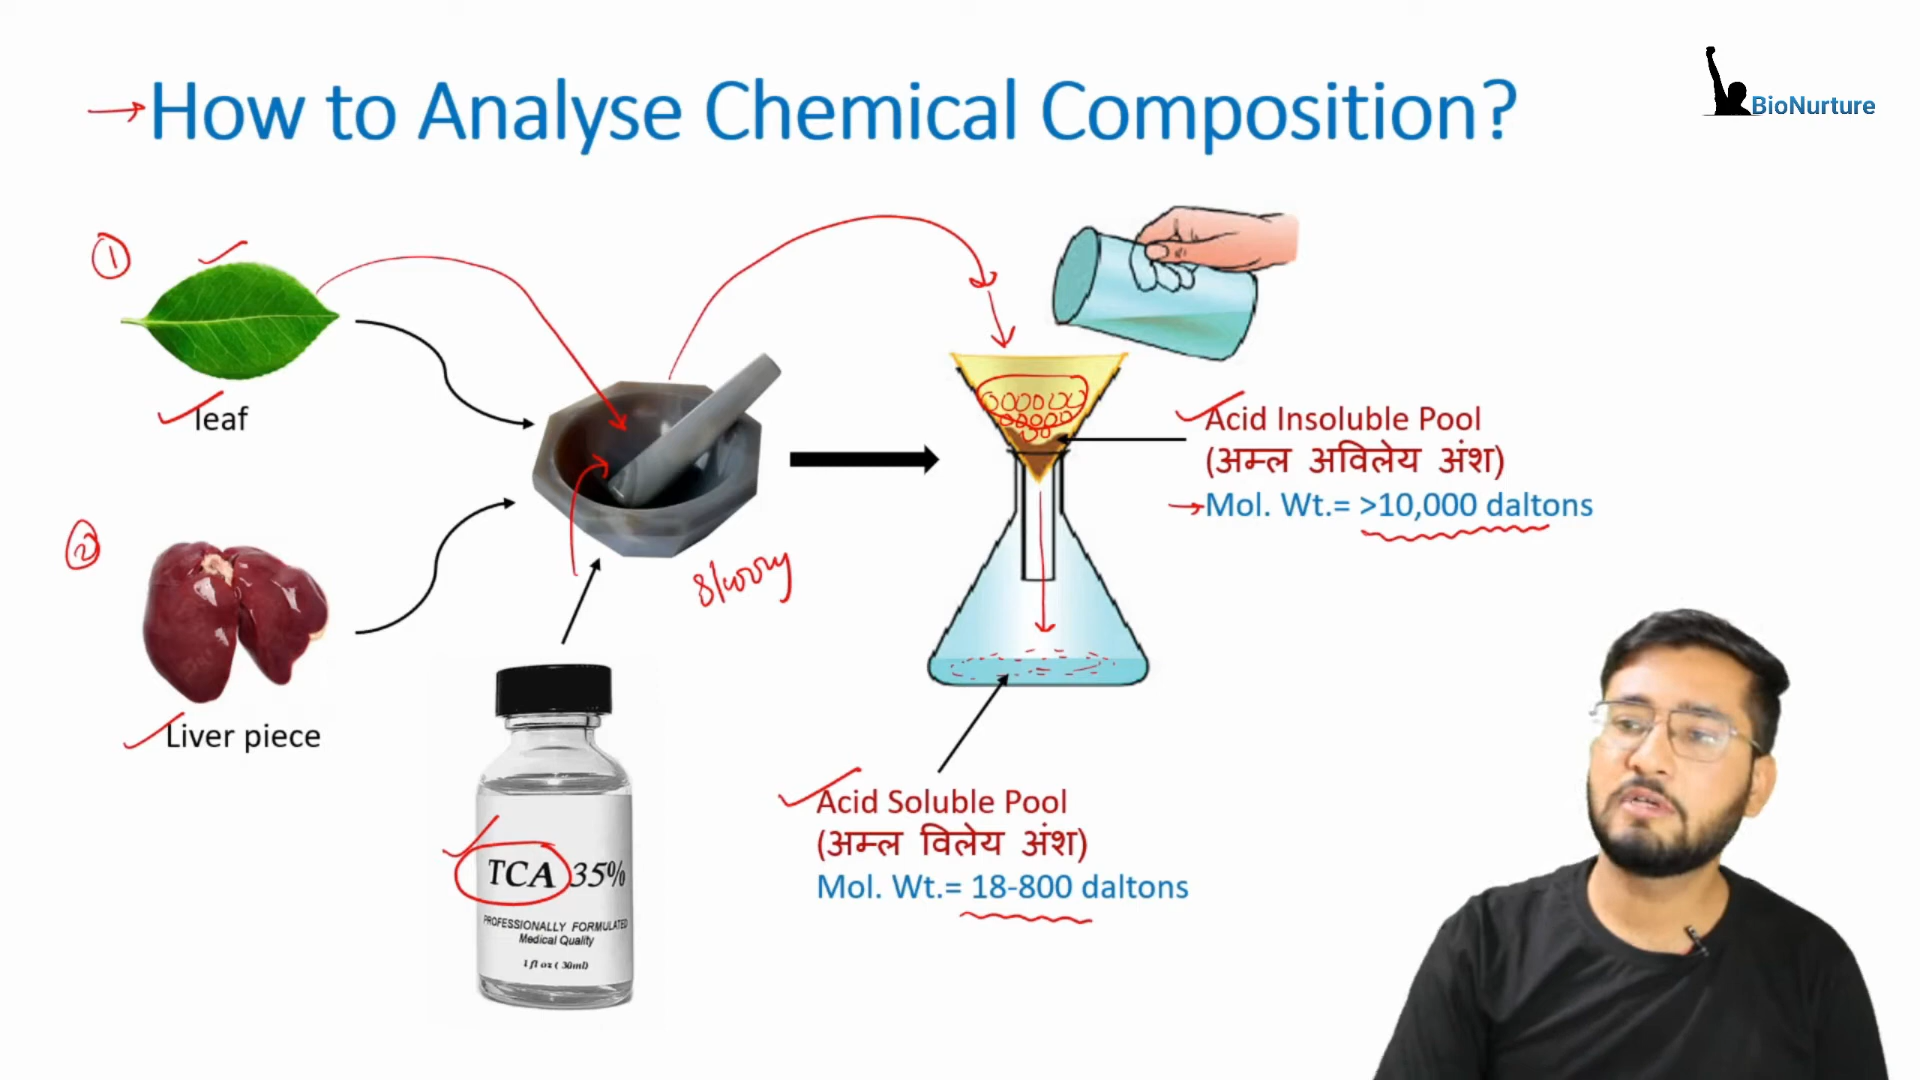 BioNurture
How to Analyse Chemical Composition?
1
leaf
Acid Insoluble Pool
(अम्ल अविलेय अंश)
Mol. Wt.= >10,000 daltons
2
Liver piece
Acid Soluble Pool
(अम्ल विलेय अंश)
Mol. Wt.= 18-800 daltons
TCA 35%
PROFESSIONALLY FORMULATED
Medical Quality
1 fl oz ( 30ml)